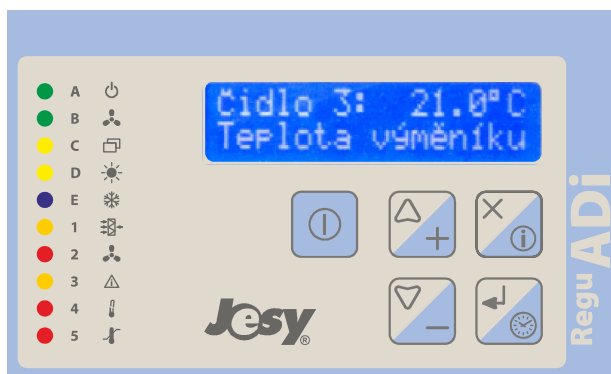 A
B
C
D
E
1
2
3
4
5
Čidlo 3: 21.0°C
Teplota výměníku
Jesy®
Regu ADi